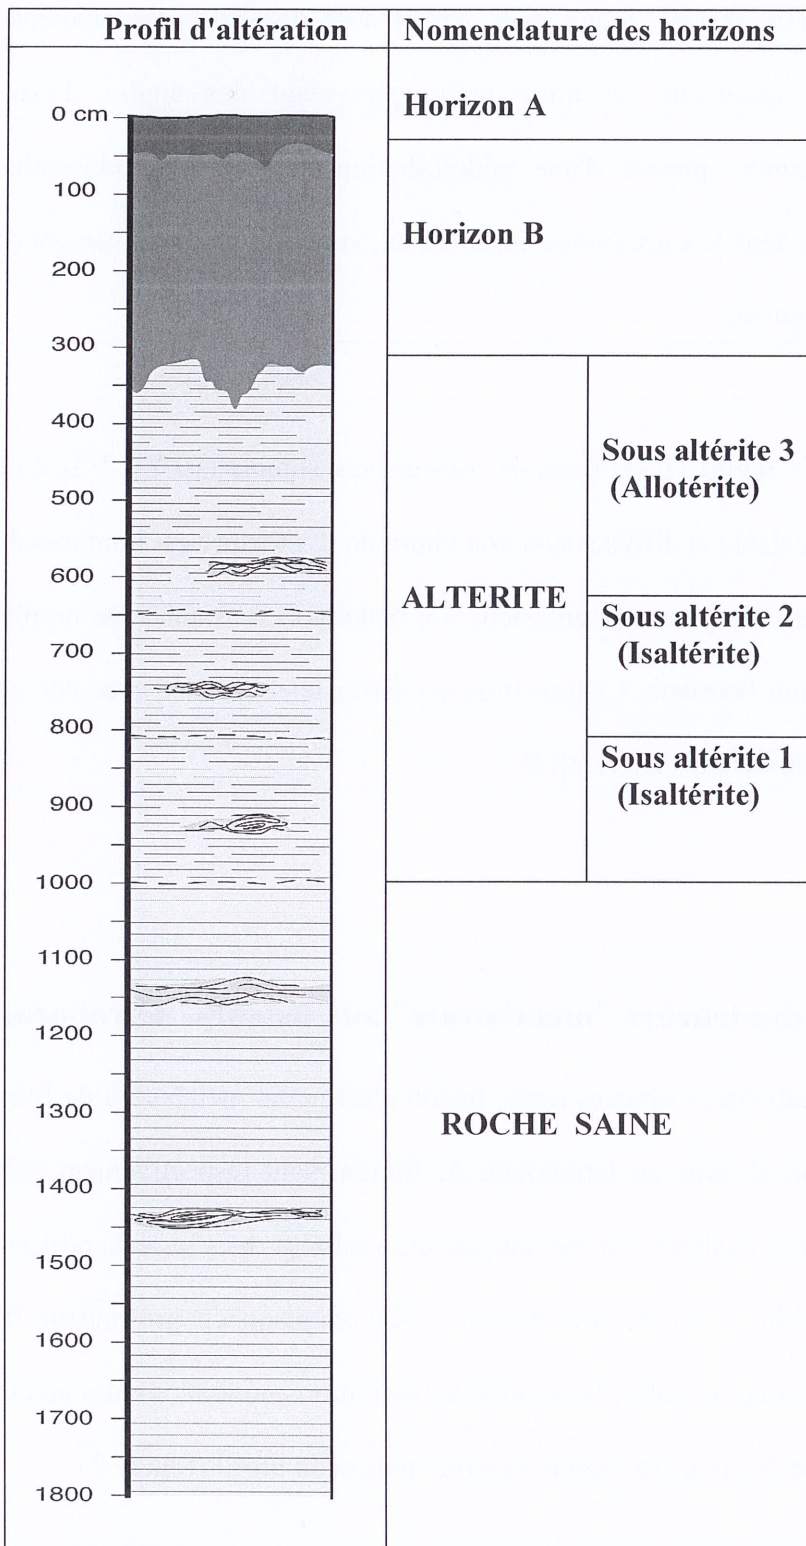 Profil d'altération
Nomenclature des horizons
0 cm
100
200
300
400
500
600
700
800
900
1000
1100
1200
1300
1400
1500
1600
1700
1800
Horizon A
Horizon B
ALTERITE
Sous altérite 3
(Allotérite)
Sous altérite 2
(Isaltérite)
Sous altérite 1
(Isaltérite)
ROCHE SAINE